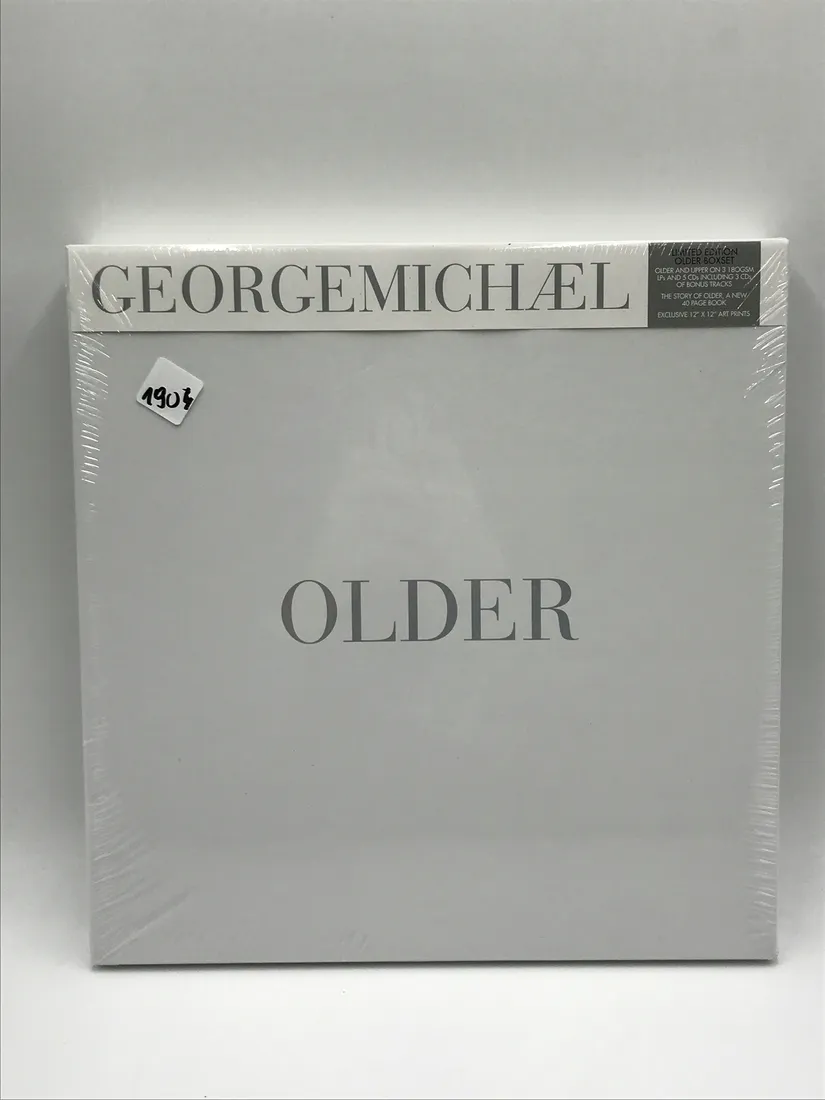 GEORGEMICHÆL
LIMITED EDITION
OLDER BOXSET
OLDER AND UPPER ON 3 180GSM
LPs AND 5 CDs INCLUDING 3 CDs
OF BONUS TRACKS
THE STORY OF OLDER, A NEW
40 PAGE BOOK
EXCLUSIVE 12" X 12" ART PRINTS
OLDER